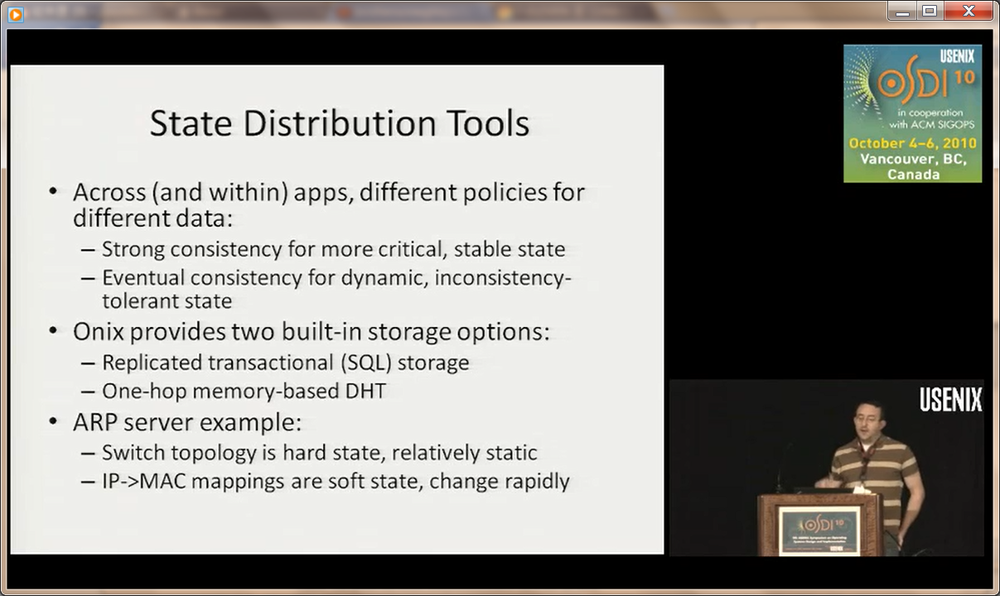 State Distribution Tools
• Across (and within) apps, different policies for
different data:
– Strong consistency for more critical, stable state
– Eventual consistency for dynamic, inconsistency-
tolerant state
• Onix provides two built-in storage options:
– Replicated transactional (SQL) storage
– One-hop memory-based DHT
• ARP server example:
– Switch topology is hard state, relatively static
– IP->MAC mappings are soft state, change rapidly
USENIX
OSDI 10
in cooperation
with ACM SIGOPS
October 4–6, 2010
Vancouver, BC,
Canada
USENIX
OSDI 10
USENIX